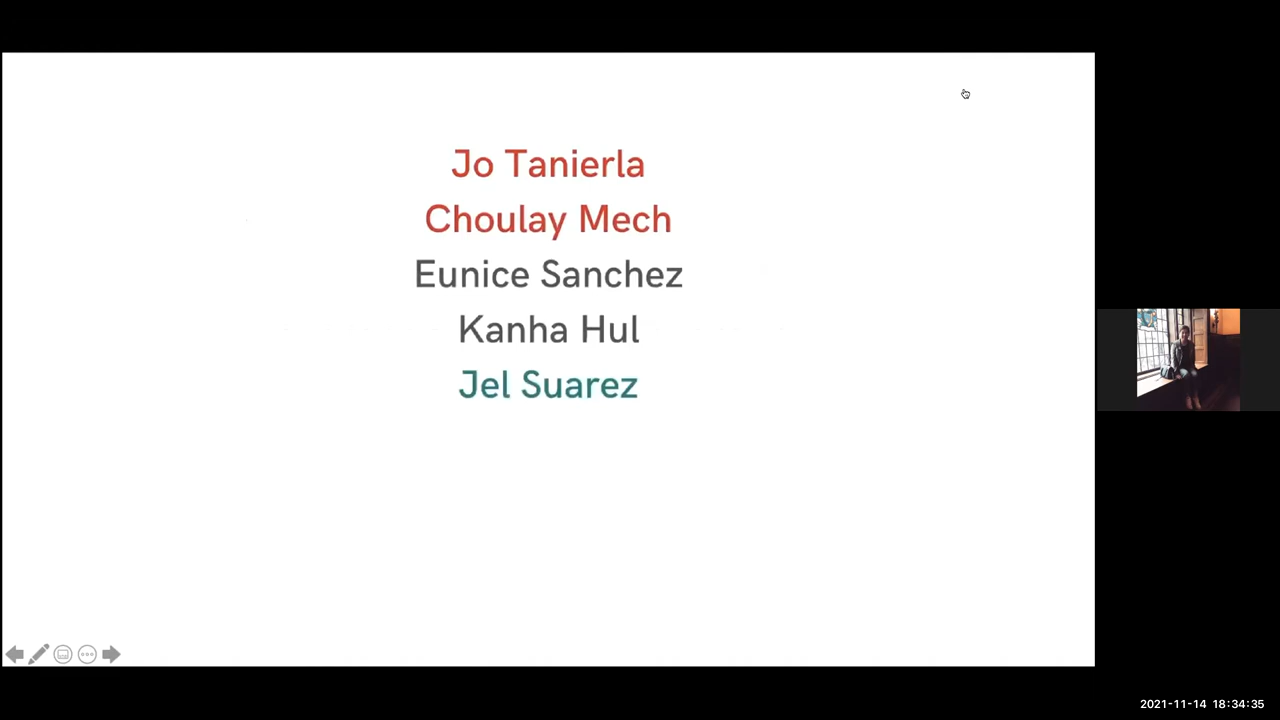 Jo Tanierla
Choulay Mech
Eunice Sanchez
Kanha Hul
Jel Suarez
2021-11-14 18:34:35